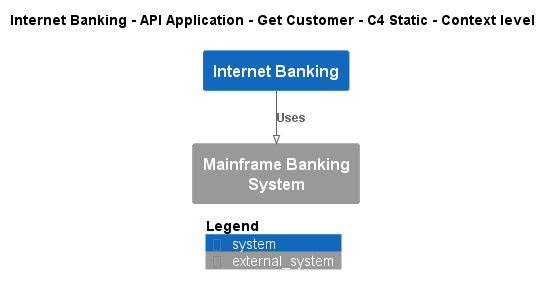 Internet Banking - API Application - Get Customer - C4 Static - Context level
Internet Banking
Uses
Mainframe Banking
System
Legend
system
external_system